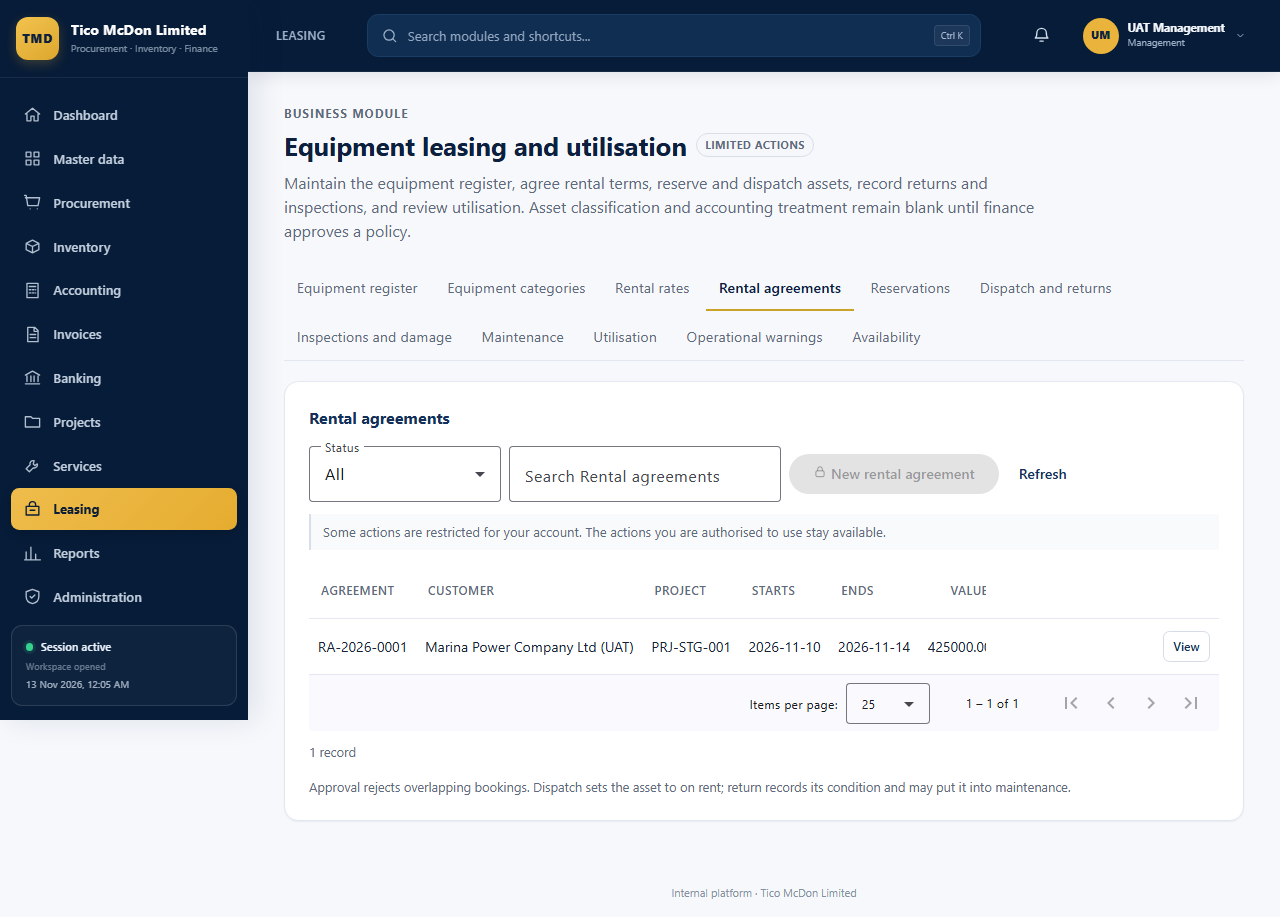 TMD
Tico McDon Limited
Procurement · Inventory · Finance
LEASING
Search modules and shortcuts...
Ctrl K
UM
UAT Management
Management
Dashboard
Master data
Procurement
Inventory
Accounting
Invoices
Banking
Projects
Services
Leasing
Reports
Administration
Session active
Workspace opened
13 Nov 2026, 12:05 AM
BUSINESS MODULE
Equipment leasing and utilisation
LIMITED ACTIONS
Maintain the equipment register, agree rental terms, reserve and dispatch assets, record returns and
inspections, and review utilisation. Asset classification and accounting treatment remain blank until finance
approves a policy.
Equipment register Equipment categories Rental rates Rental agreements Reservations Dispatch and returns
Inspections and damage Maintenance Utilisation Operational warnings Availability
Rental agreements
Status
All
Search Rental agreements
New rental agreement
Refresh
Some actions are restricted for your account. The actions you are authorised to use stay available.
AGREEMENT CUSTOMER PROJECT STARTS ENDS VALUE
RA-2026-0001 Marina Power Company Ltd (UAT) PRJ-STG-001 2026-11-10 2026-11-14 425000.0 View
Items per page: 25 1 – 1 of 1
1 record
Approval rejects overlapping bookings. Dispatch sets the asset to on rent; return records its condition and may put it into maintenance.
Internal platform · Tico McDon Limited